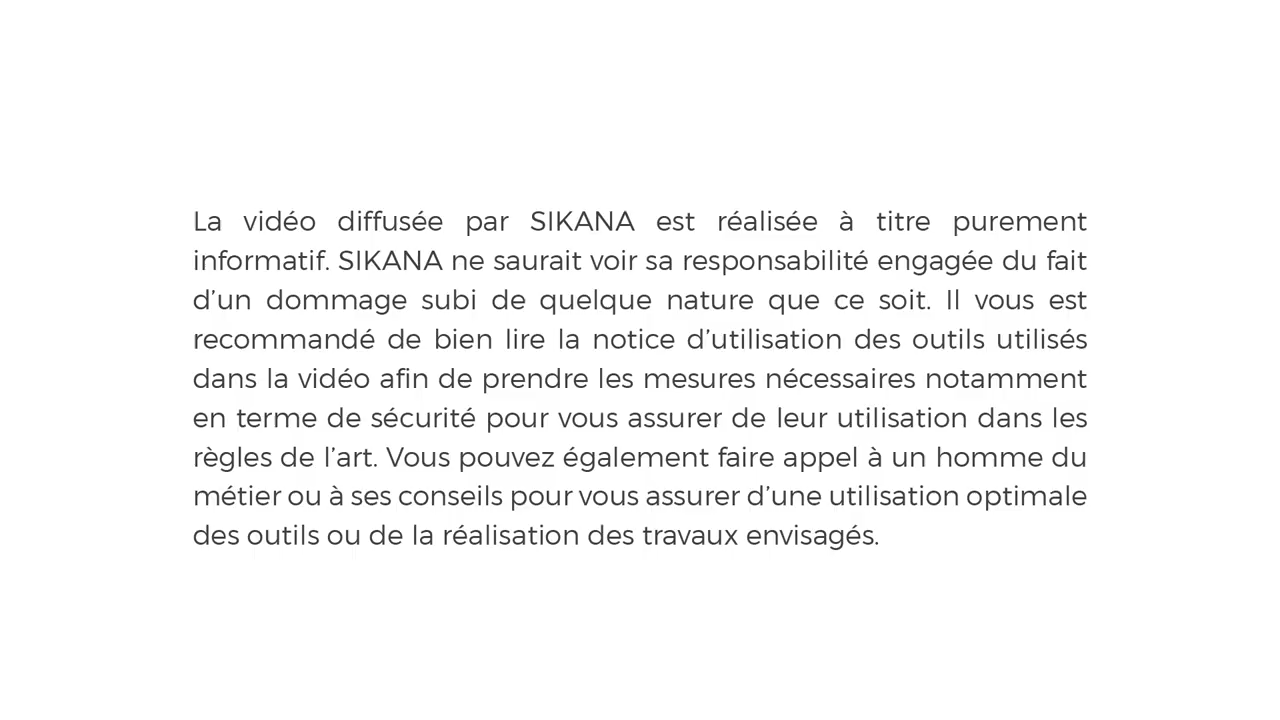 La vidéo diffusée par SIKANA est réalisée à titre purement
informatif. SIKANA ne saurait voir sa responsabilité engagée du fait
d’un dommage subi de quelque nature que ce soit. Il vous est
recommandé de bien lire la notice d’utilisation des outils utilisés
dans la vidéo afin de prendre les mesures nécessaires notamment
en terme de sécurité pour vous assurer de leur utilisation dans les
règles de l’art. Vous pouvez également faire appel à un homme du
métier ou à ses conseils pour vous assurer d’une utilisation optimale
des outils ou de la réalisation des travaux envisagés.